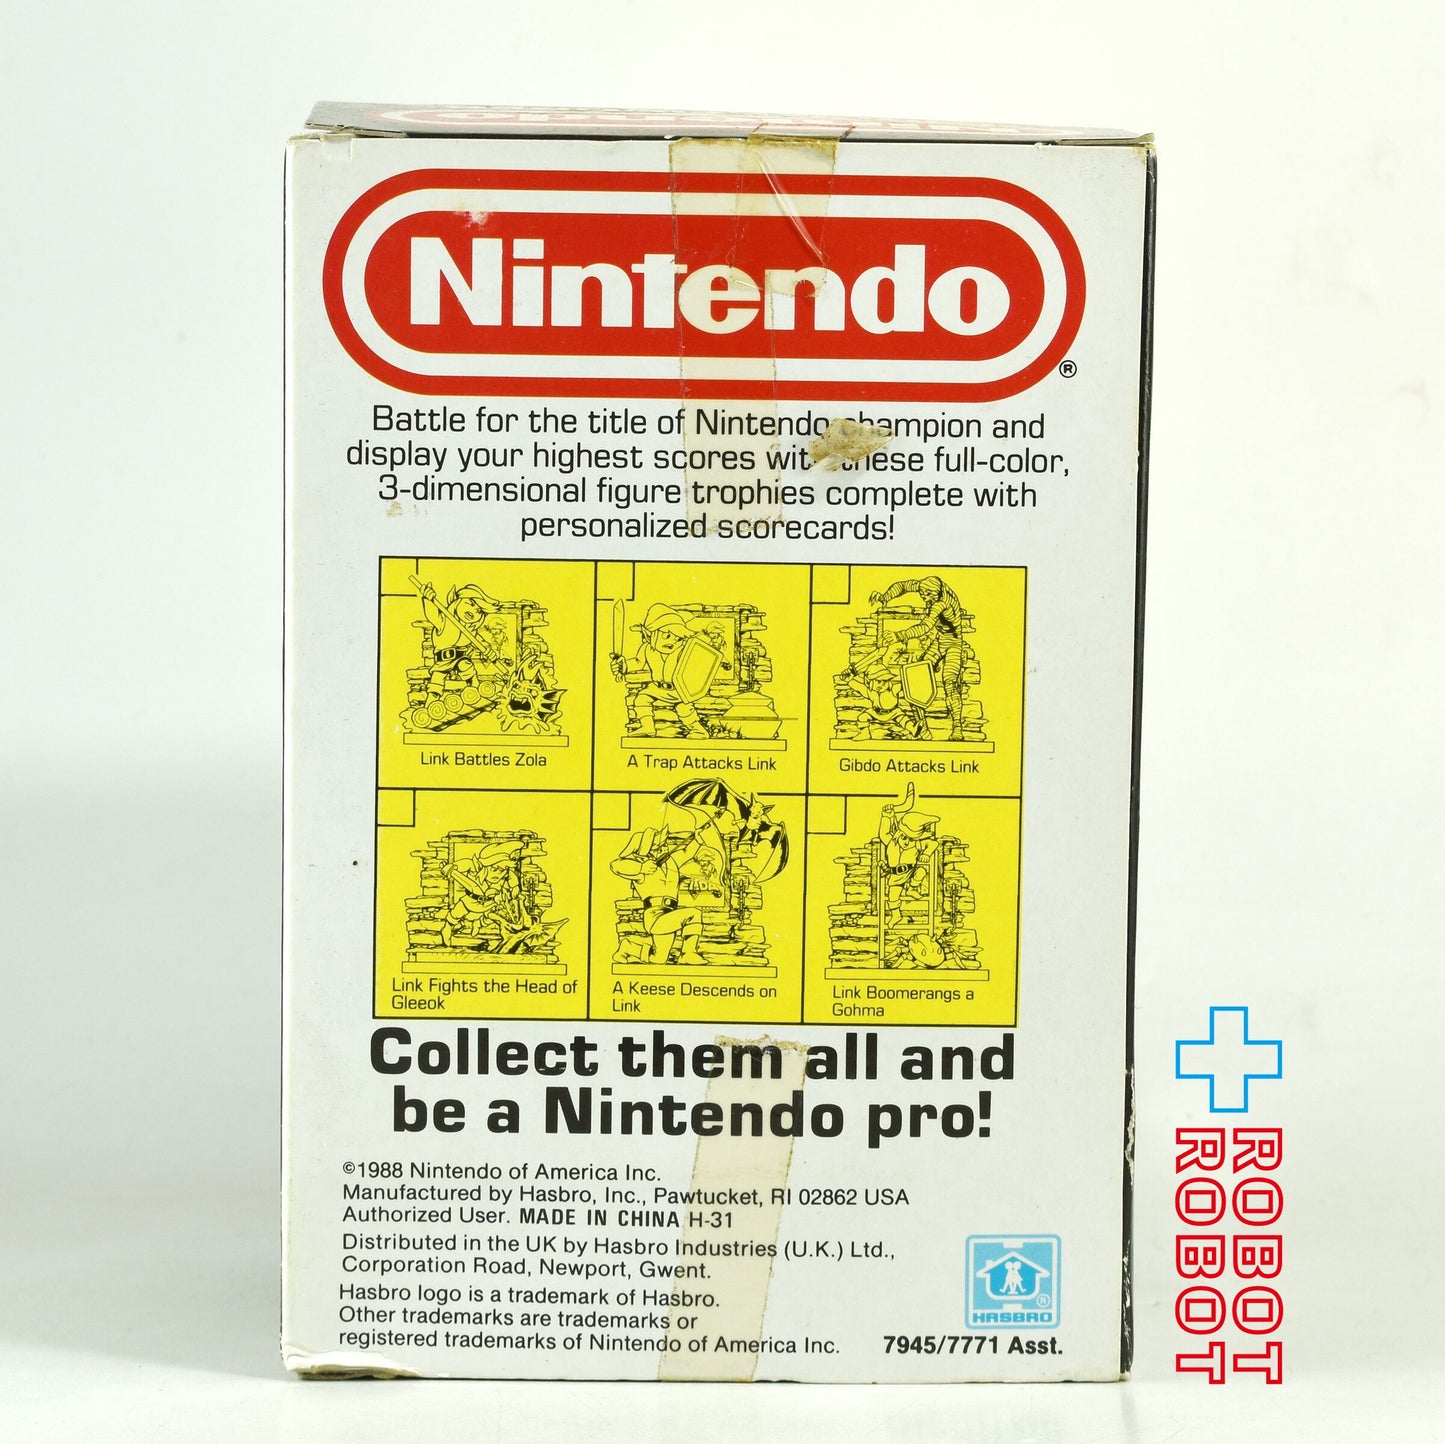 Nintendo
®
Battle for the title of Nintendo champion and
display your highest scores with these full-color,
3-dimensional figure trophies complete with
personalized scorecards!
Link Battles Zola
A Trap Attacks Link
Gibdo Attacks Link
Link Fights the Head of
Gleeok
A Keese Descends on
Link
Link Boomerangs a
Gohma
Collect them all and
be a Nintendo pro!
©1988 Nintendo of America Inc.
Manufactured by Hasbro, Inc., Pawtucket, RI 02862 USA
Authorized User. MADE IN CHINA H-31
Distributed in the UK by Hasbro Industries (U.K.) Ltd.,
Corporation Road, Newport, Gwent.
Hasbro logo is a trademark of Hasbro.
Other trademarks are trademarks or
registered trademarks of Nintendo of America Inc.
®
HASBRO
7945/7771 Asst.
ROBOT
ROBOT